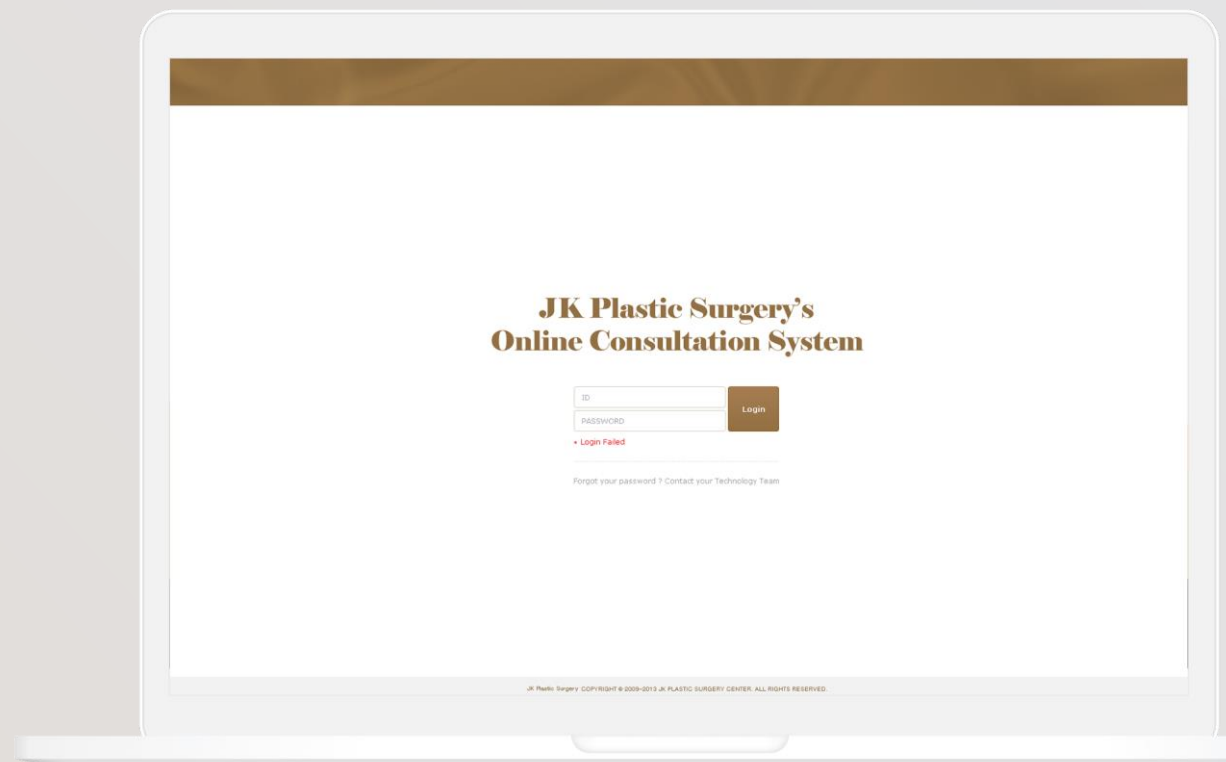 JK Plastic Surgery's
Online Consultation System
ID
PASSWORD
Login
• Login Failed
Forgot your password ? Contact your Technology Team
JK Plastic Surgery COPYRIGHT © 2009-2013 JK PLASTIC SURGERY CENTER. ALL RIGHTS RESERVED.